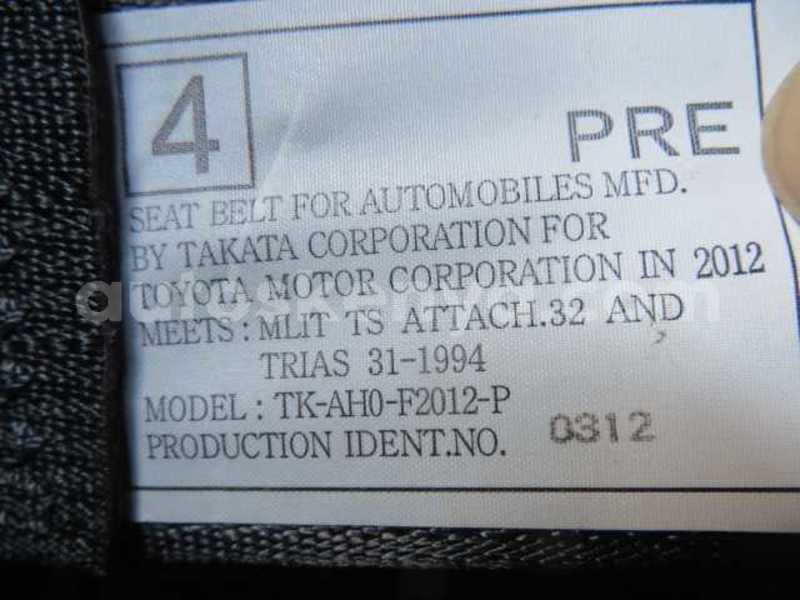 4
PRE
SEAT BELT FOR AUTOMOBILES MFD.
BY TAKATA CORPORATION FOR
TOYOTA MOTOR CORPORATION IN 2012
MEETS : MLIT TS ATTACH.32 AND
TRIAS 31-1994
MODEL : TK-AH0-F2012-P
PRODUCTION IDENT.NO. 0312